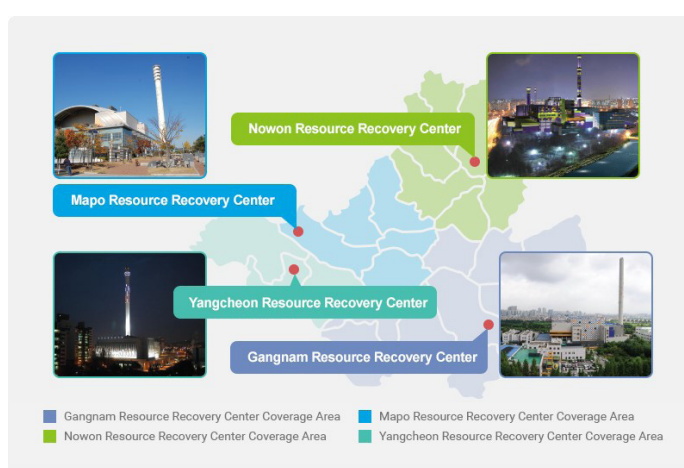 Nowon Resource Recovery Center
Mapo Resource Recovery Center
Yangcheon Resource Recovery Center
Gangnam Resource Recovery Center
Gangnam Resource Recovery Center Coverage Area
Mapo Resource Recovery Center Coverage Area
Nowon Resource Recovery Center Coverage Area
Yangcheon Resource Recovery Center Coverage Area